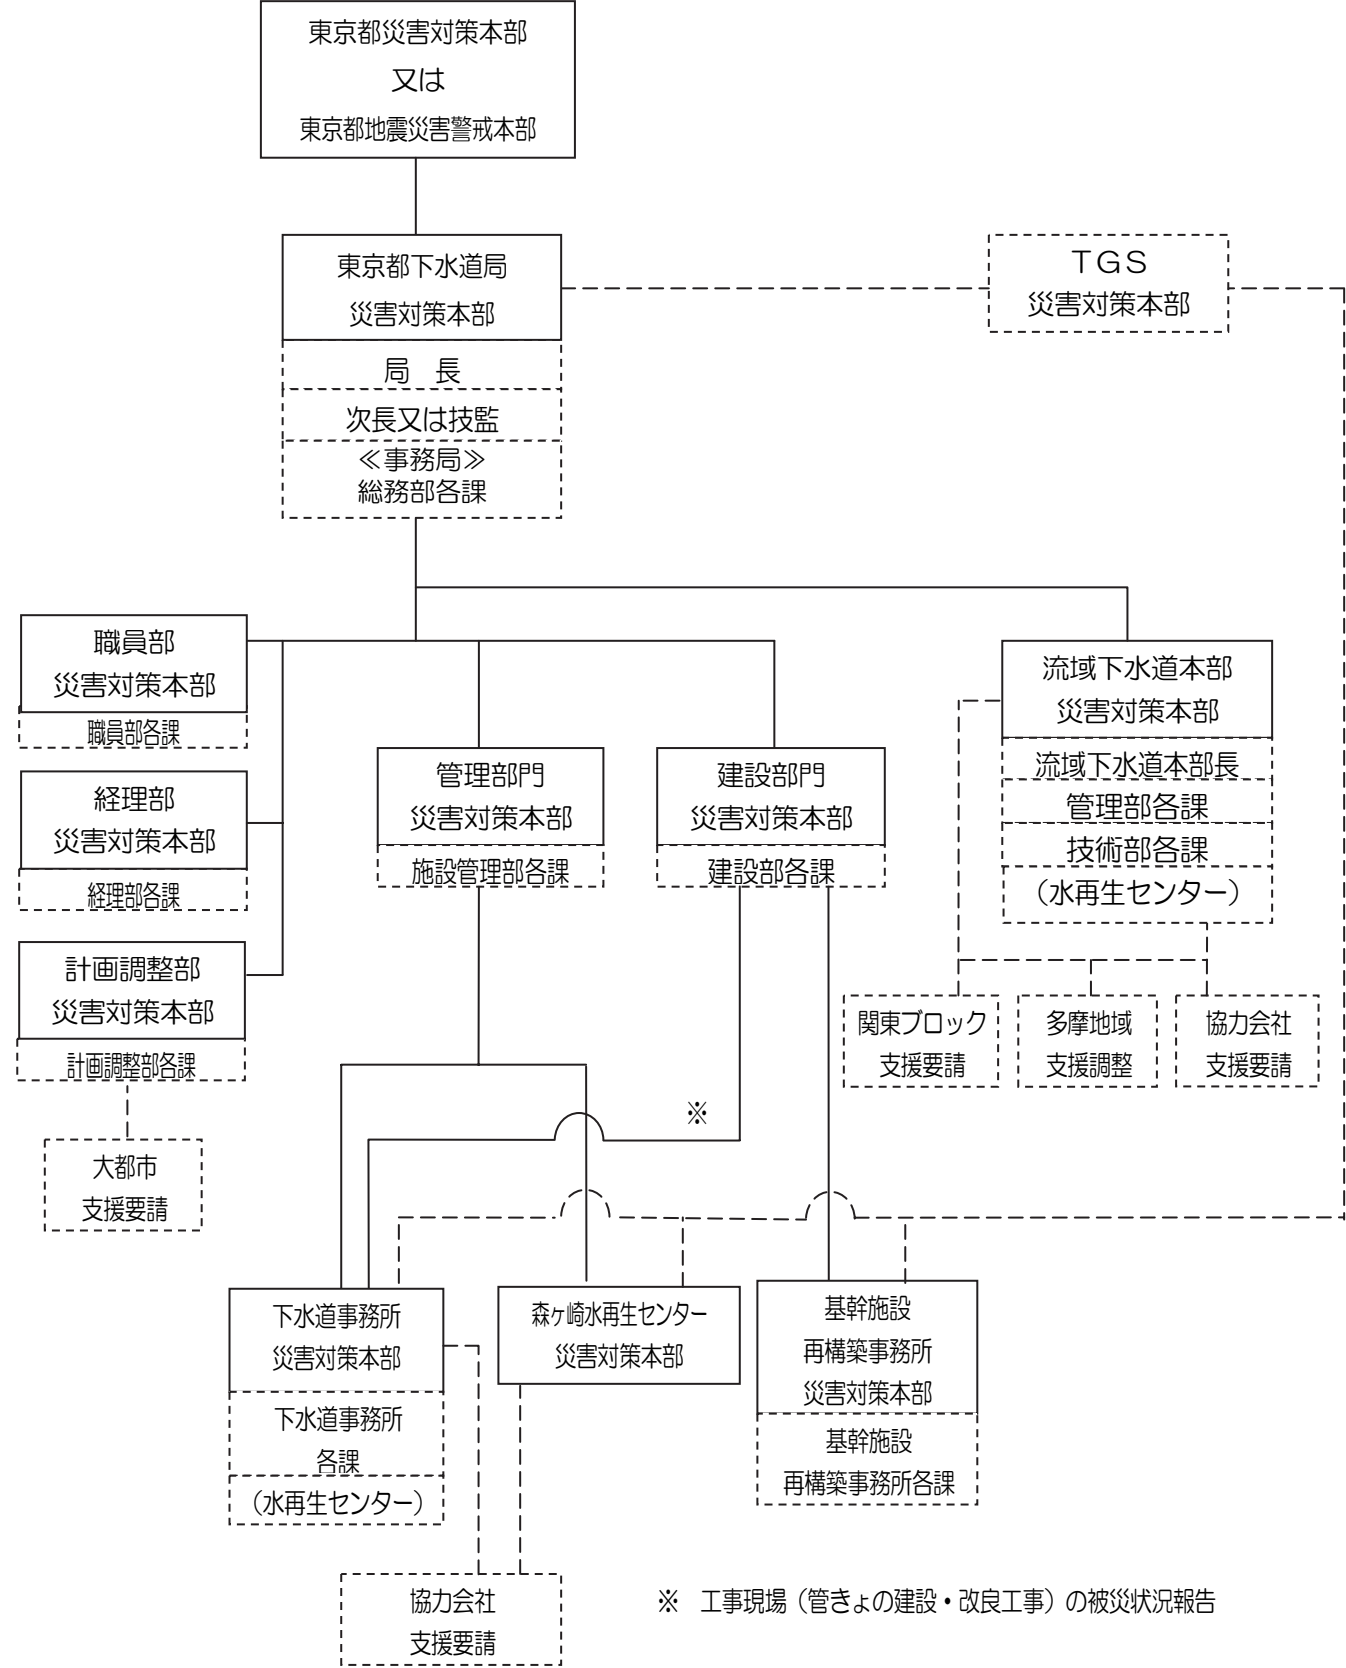 東京都災害対策本部
又は
東京都地震災害警戒本部
東京都下水道局
災害対策本部
局　長
次長又は技監
≪事務局≫
総務部各課
ＴＧＳ
災害対策本部
職員部
災害対策本部
職員部各課
経理部
災害対策本部
経理部各課
計画調整部
災害対策本部
計画調整部各課
大都市
支援要請
管理部門
災害対策本部
施設管理部各課
建設部門
災害対策本部
建設部各課
流域下水道本部
災害対策本部
流域下水道本部長
管理部各課
技術部各課
（水再生センター）
関東ブロック
支援要請
多摩地域
支援調整
協力会社
支援要請
※
下水道事務所
災害対策本部
下水道事務所
各課
（水再生センター）
森ヶ崎水再生センター
災害対策本部
基幹施設
再構築事務所
災害対策本部
基幹施設
再構築事務所各課
協力会社
支援要請
※　工事現場（管きょの建設・改良工事）の被災状況報告